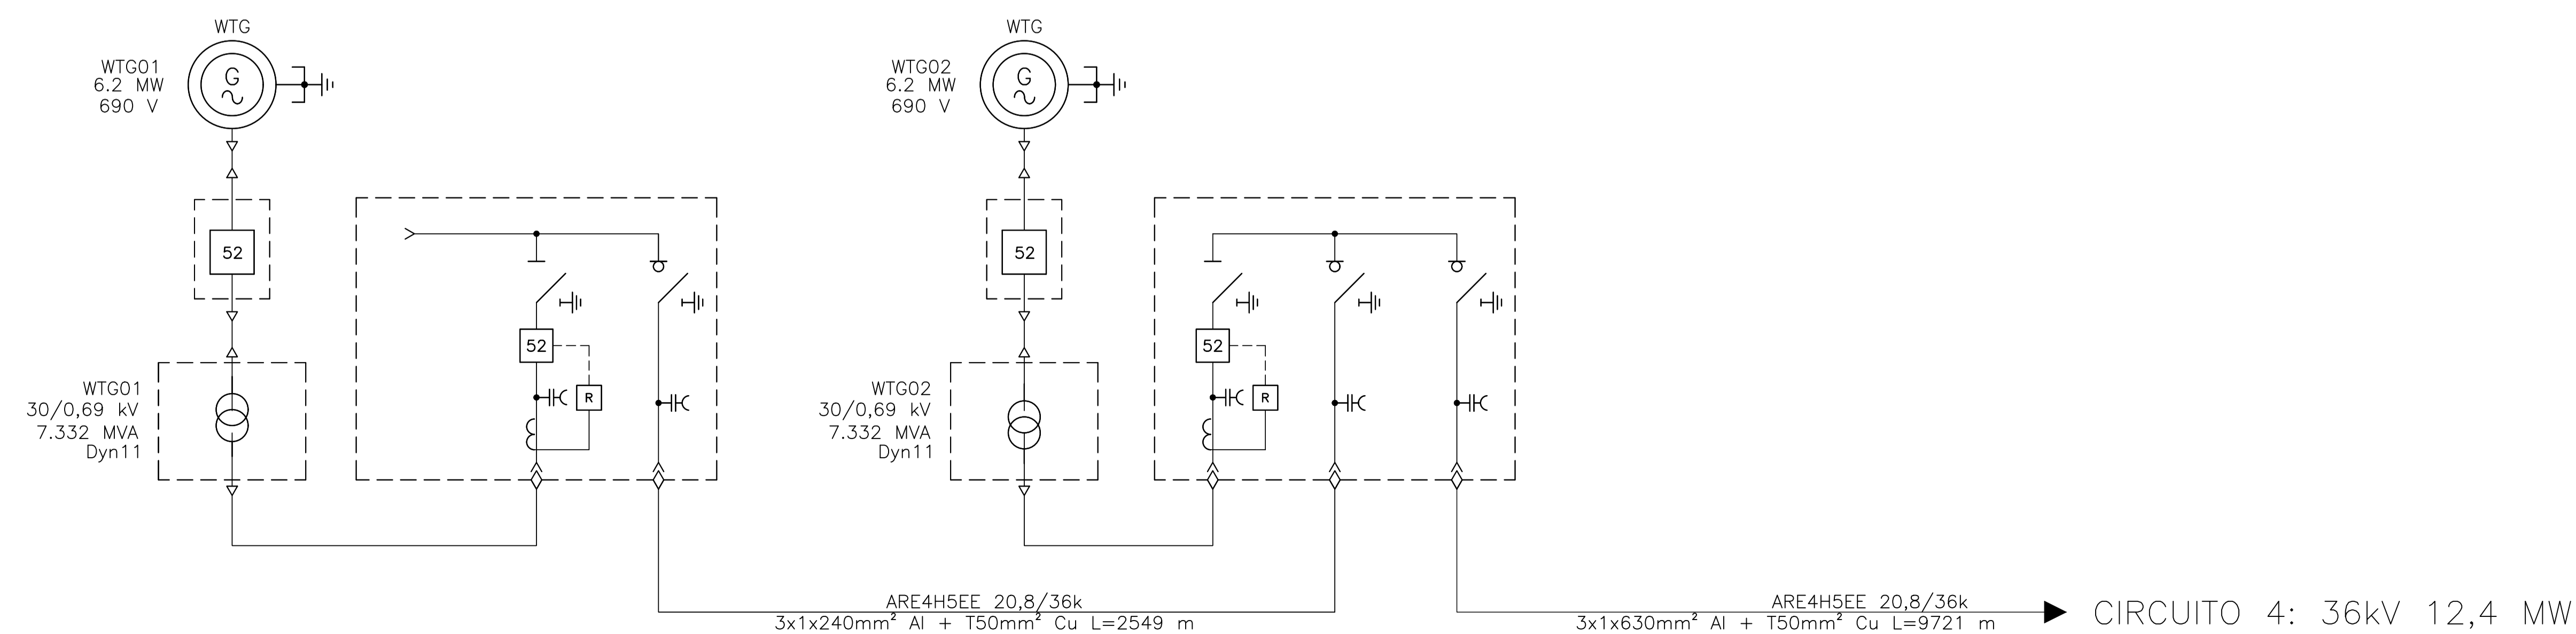 WTG
WTG01
6.2 MW
690 V
G
52
WTG01
30/0,69 kV
7.332 MVA
Dyn11
52
R
WTG
WTG02
6.2 MW
690 V
G
52
WTG02
30/0,69 kV
7.332 MVA
Dyn11
52
R
ARE4H5EE 20,8/36k
3x1x240mm² Al + T50mm² Cu L=2549 m
ARE4H5EE 20,8/36k
3x1x630mm² Al + T50mm² Cu L=9721 m
CIRCUITO 4: 36kV 12,4 MW